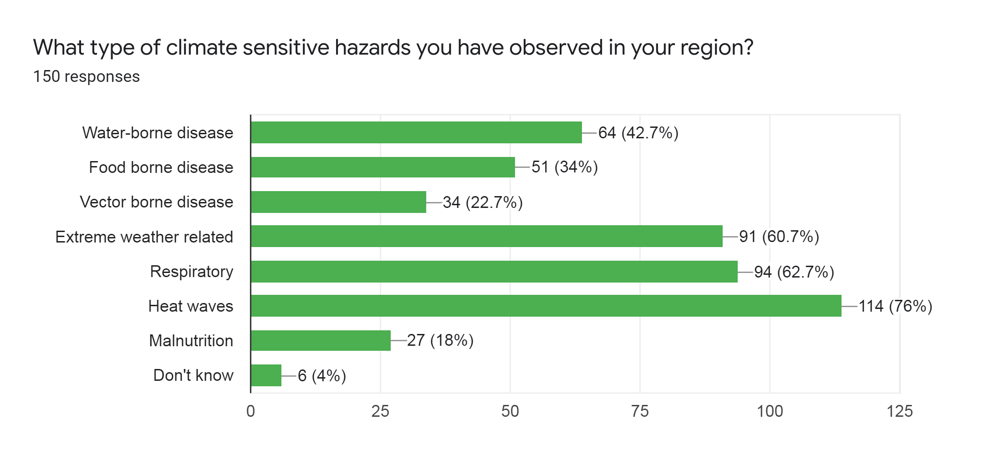 What type of climate sensitive hazards you have observed in your region?
150 responses
Water-borne disease 64 (42.7%)
Food borne disease 51 (34%)
Vector borne disease 34 (22.7%)
Extreme weather related 91 (60.7%)
Respiratory 94 (62.7%)
Heat waves 114 (76%)
Malnutrition 27 (18%)
Don't know 6 (4%)
0 25 50 75 100 125